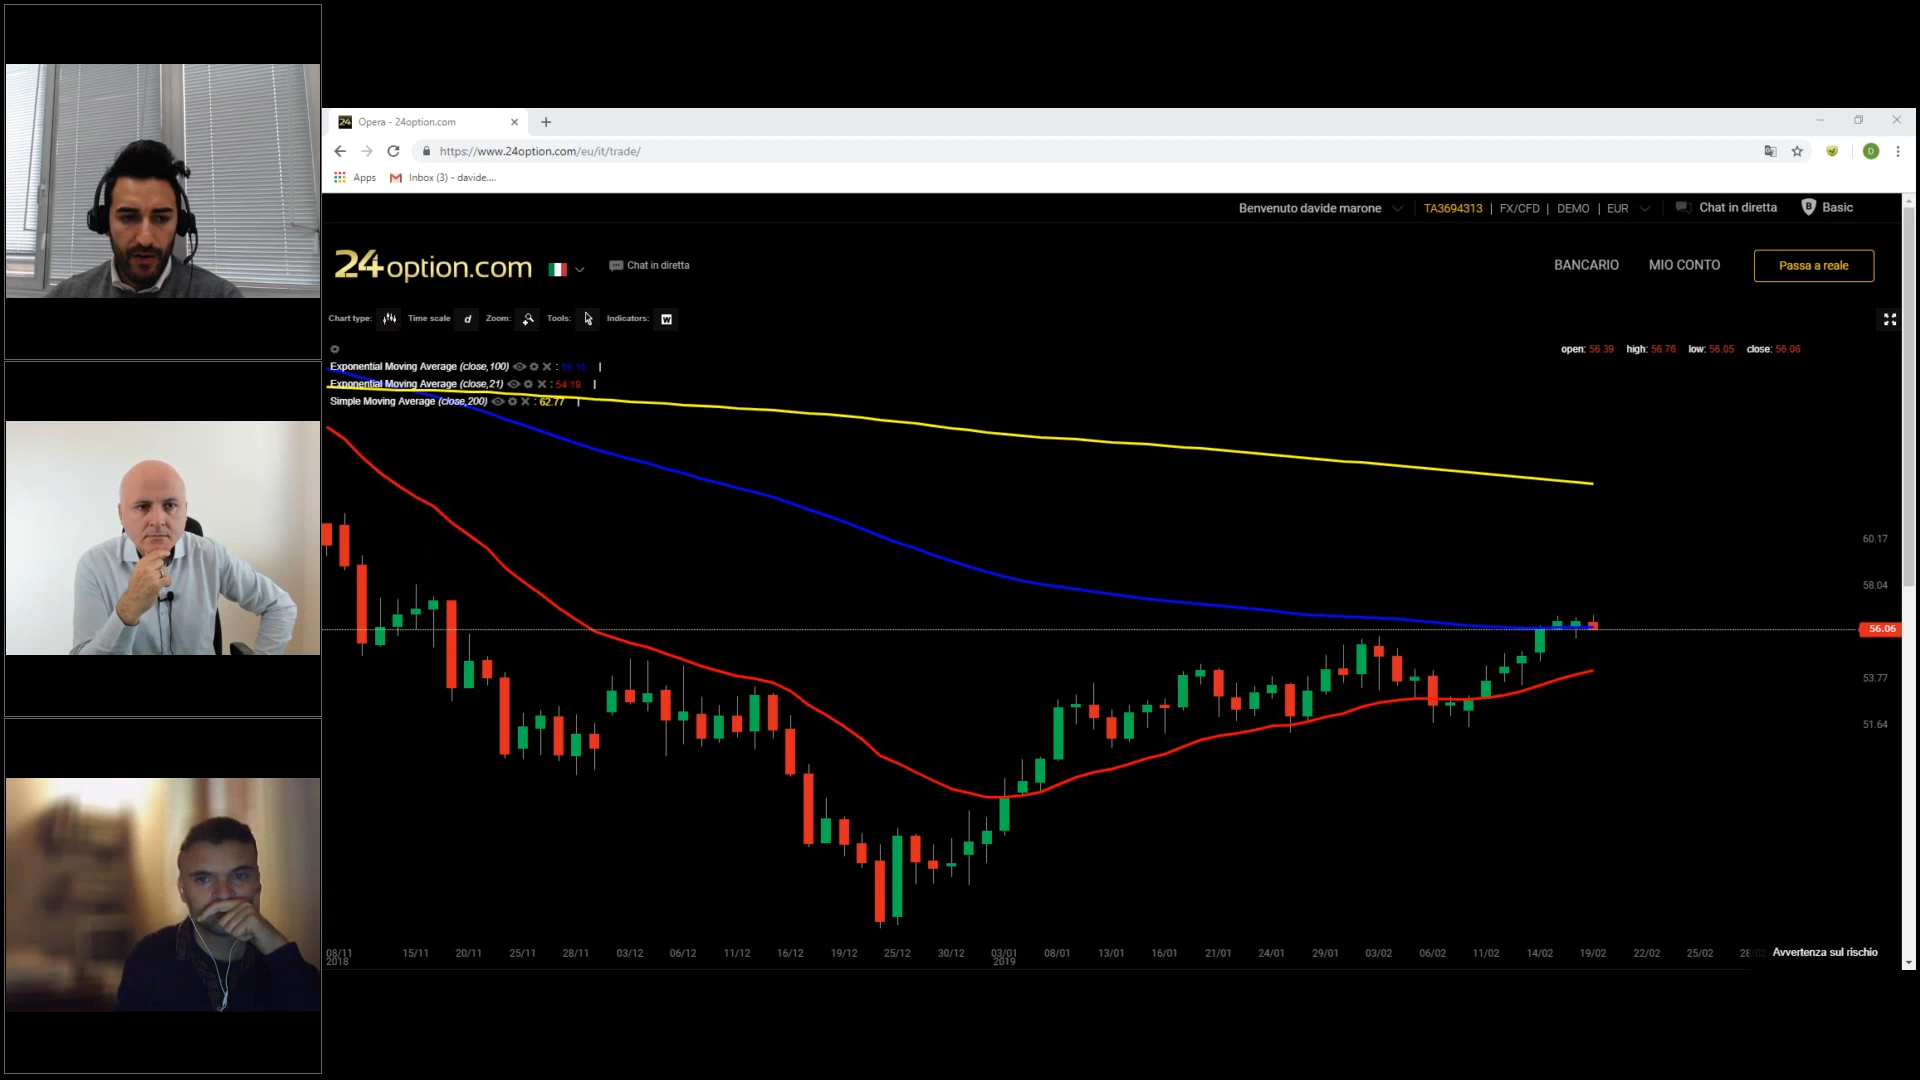 Opera - 24option.com
https://www.24option.com/eu/it/trade/
Apps
Inbox (3) - davide....
Benvenuto davide marone
TA3694313 | FX/CFD | DEMO | EUR
Chat in diretta
B Basic
24option.com
Chat in diretta
BANCARIO
MIO CONTO
Passa a reale
Chart type:
Time scale
d
Zoom:
Tools:
Indicators:
W
open: 56.39 high: 56.76 low: 56.05 close: 56.06
Exponential Moving Average (close,100) :
Exponential Moving Average (close,21) : 54.19
Simple Moving Average (close,200) : 62.77
60.17
58.04
56.06
53.77
51.64
08/11 15/11 20/11 25/11 28/11 03/12 06/12 11/12 16/12 19/12 25/12 30/12 03/01 08/01 13/01 16/01 21/01 24/01 29/01 03/02 06/02 11/02 14/02 19/02 22/02 25/02
2018 2019
Avvertenza sul rischio